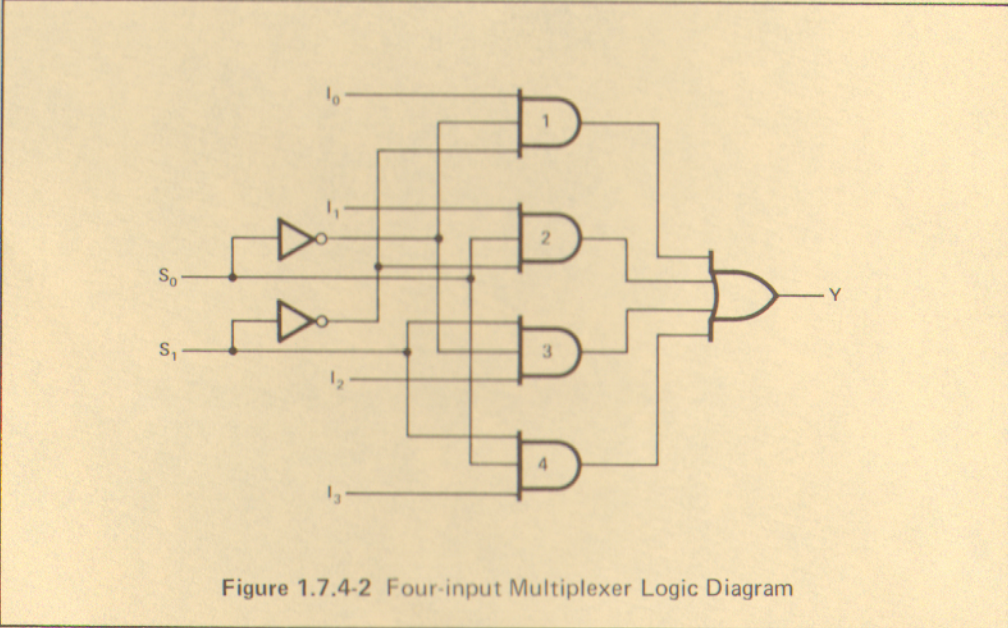 I₀
1
I₁
2
S₀
Y
S₁
3
I₂
4
I₃
Figure 1.7.4-2 Four-input Multiplexer Logic Diagram